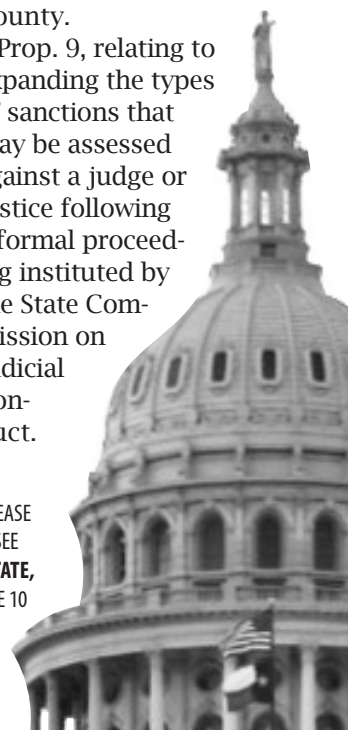 ounty.
Prop. 9, relating to
xpanding the types
sanctions that
ay be assessed
gainst a judge or
stice following
formal proceed-
g instituted by
e State Com-
ission on
dicial
on-
uct.
EASE
SEE
TATE,
E 10